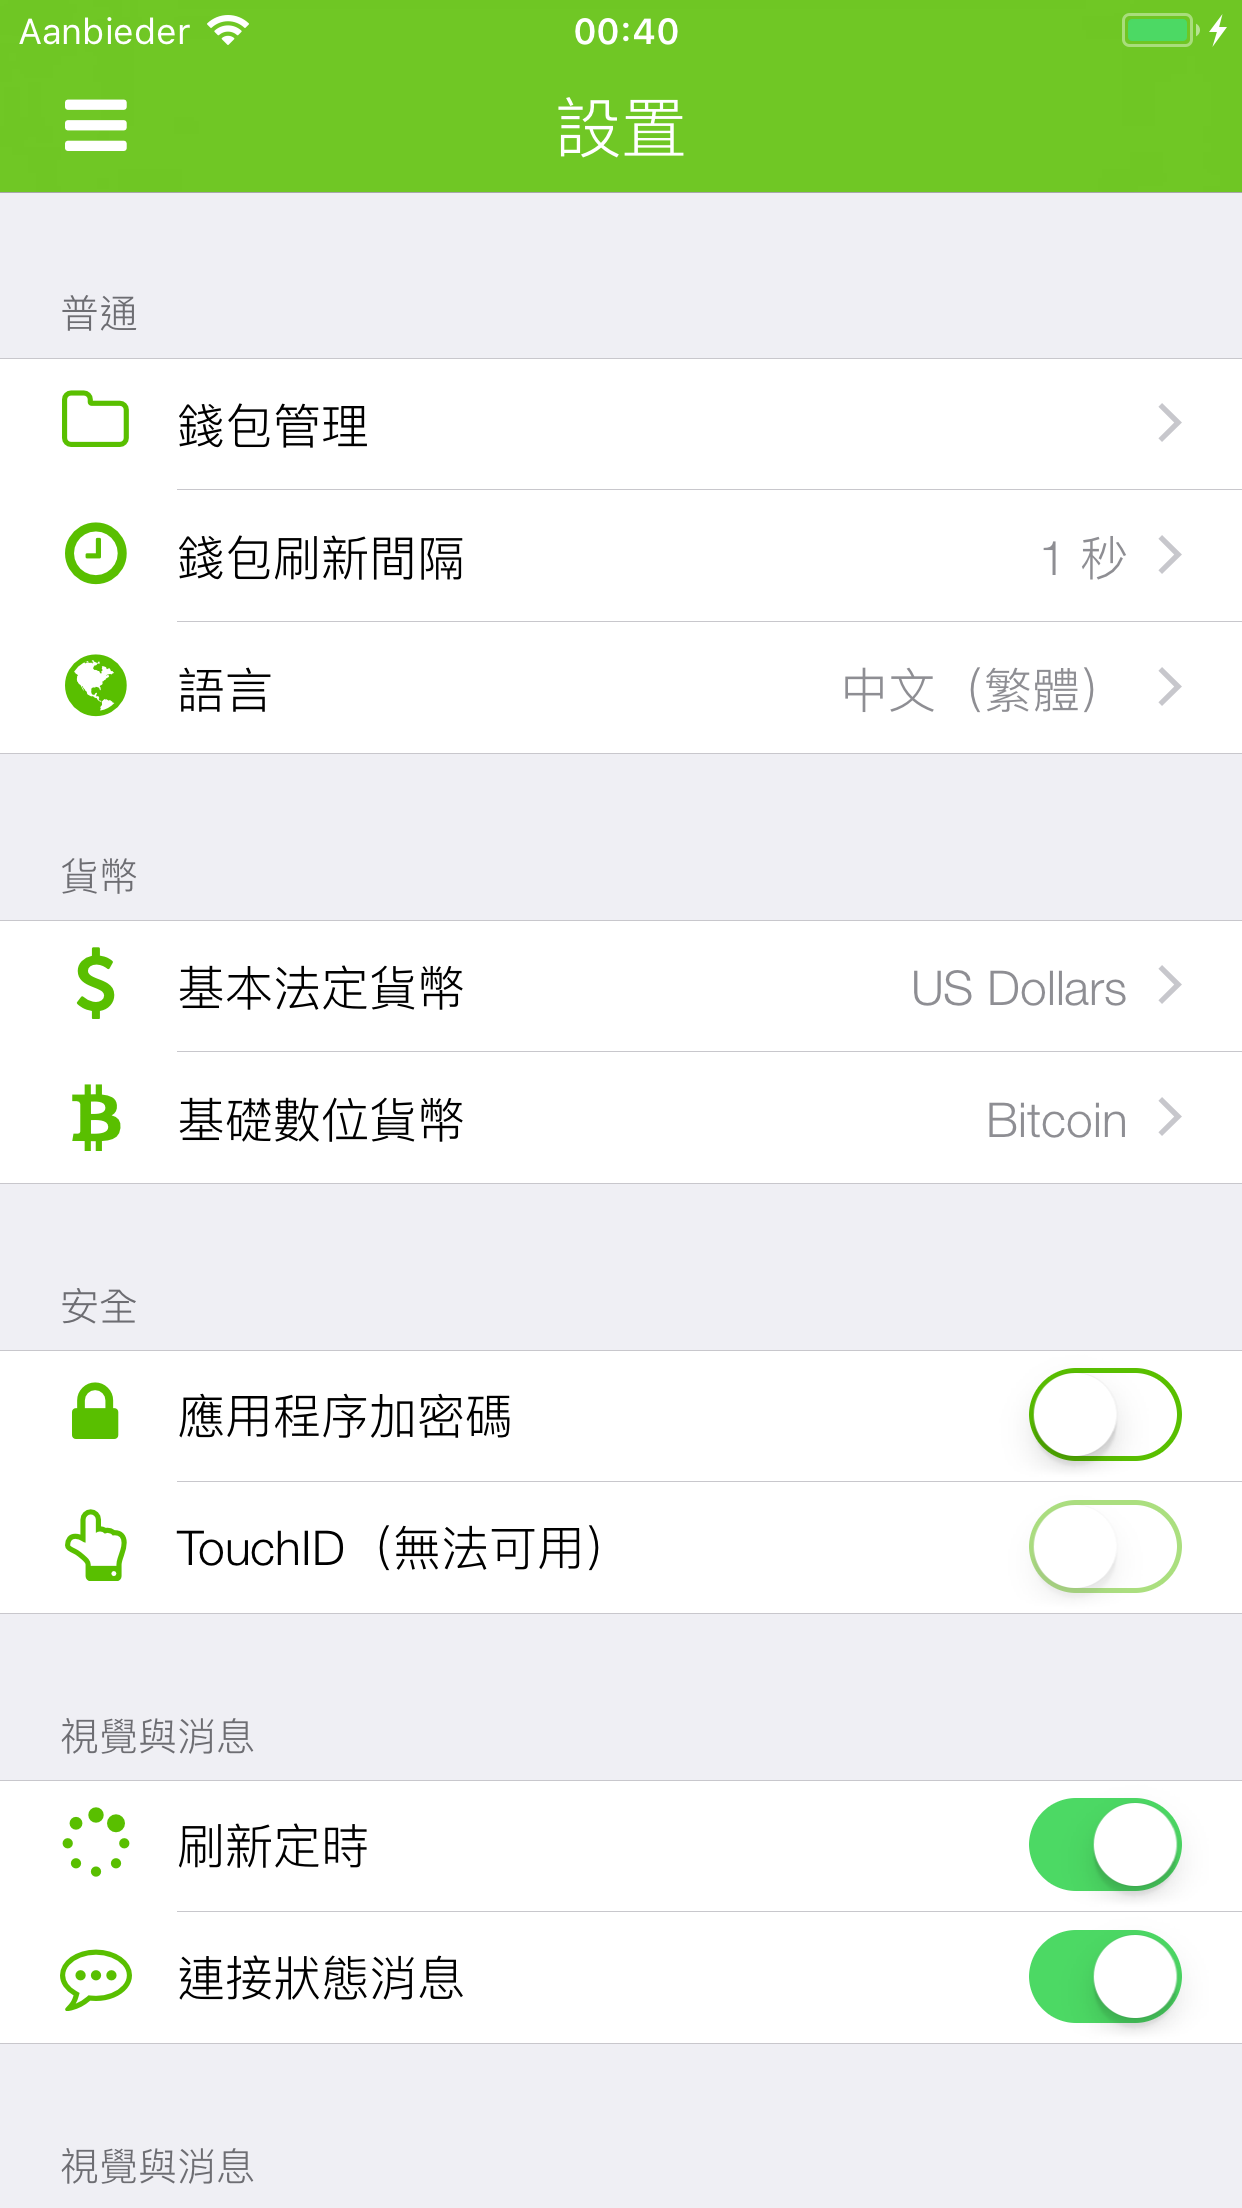 Aanbieder 00:40
設置
普通
錢包管理
錢包刷新間隔 1 秒
語言 中文（繁體）
貨幣
基本法定貨幣 US Dollars
基礎數位貨幣 Bitcoin
安全
應用程序加密碼
TouchID（無法可用）
視覺與消息
刷新定時
連接狀態消息
視覺與消息